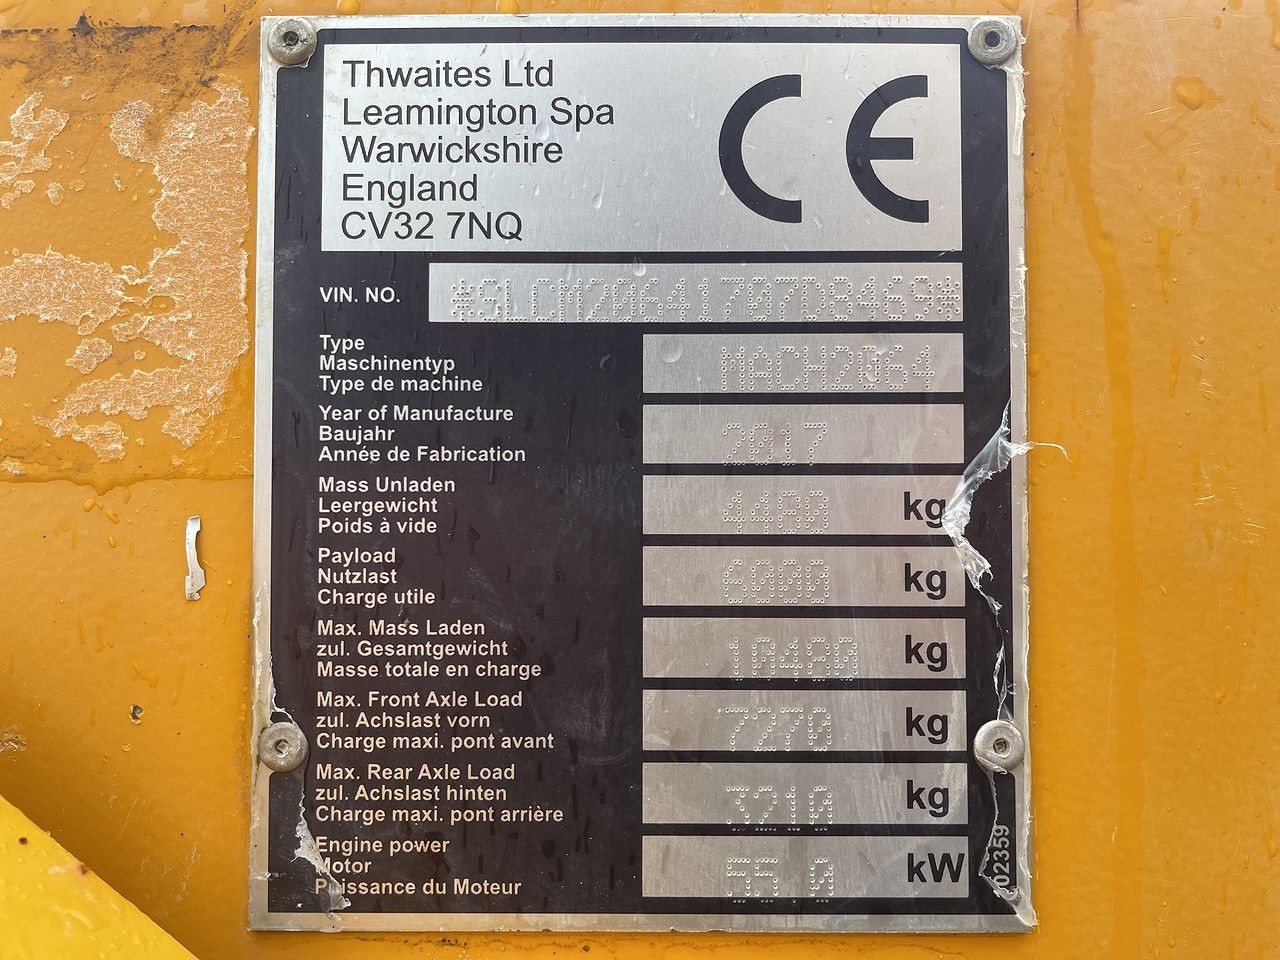 Thwaites Ltd
Leamington Spa
Warwickshire
England
CV32 7NQ
CE
VIN. NO. *SLCM20641707D8469*
Type
Maschinentyp
Type de machine
MACH2064
Year of Manufacture
Baujahr
Année de Fabrication
2017
Mass Unladen
Leergewicht
Poids à vide
4480 kg
Payload
Nutzlast
Charge utile
6000 kg
Max. Mass Laden
zul. Gesamtgewicht
Masse totale en charge
10480 kg
Max. Front Axle Load
zul. Achslast vorn
Charge maxi. pont avant
7270 kg
Max. Rear Axle Load
zul. Achslast hinten
Charge maxi. pont arrière
3210 kg
Engine power
Motor
Puissance du Moteur
55.0 kW